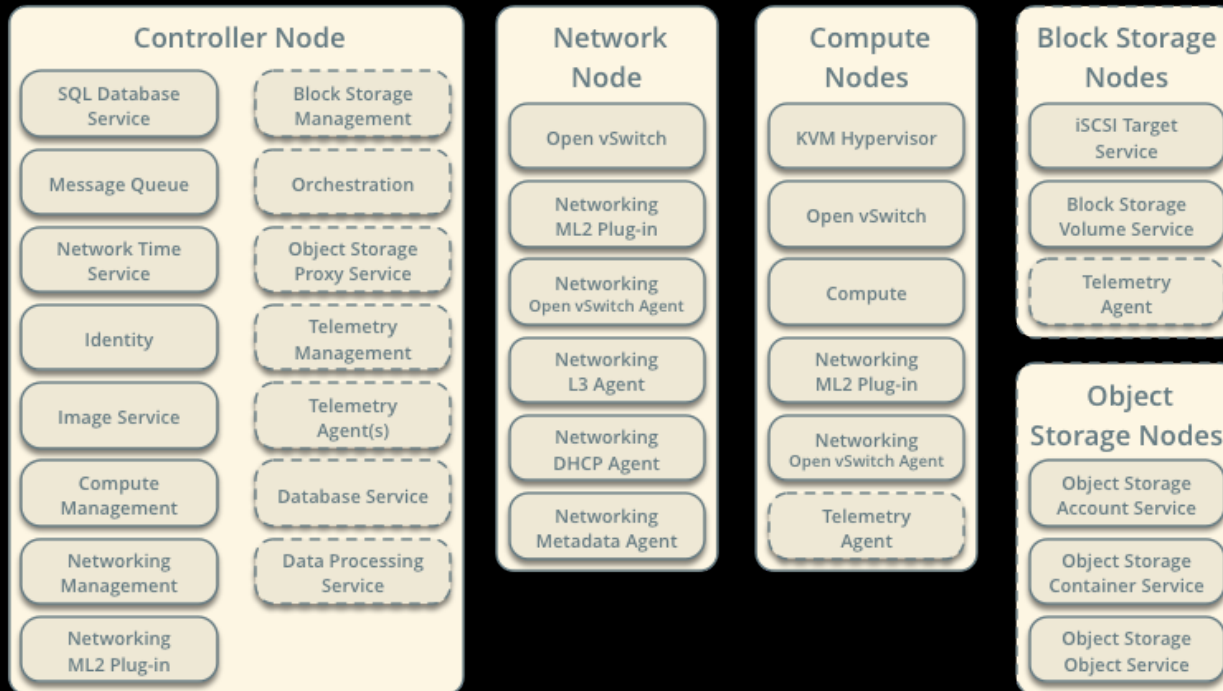 Controller Node
SQL Database
Service
Message Queue
Network Time
Service
Identity
Image Service
Compute
Management
Networking
Management
Networking
ML2 Plug-in
Block Storage
Management
Orchestration
Object Storage
Proxy Service
Telemetry
Management
Telemetry
Agent(s)
Database Service
Data Processing
Service
Network
Node
Open vSwitch
Networking
ML2 Plug-in
Networking
Open vSwitch Agent
Networking
L3 Agent
Networking
DHCP Agent
Networking
Metadata Agent
Compute
Nodes
KVM Hypervisor
Open vSwitch
Compute
Networking
ML2 Plug-in
Networking
Open vSwitch Agent
Telemetry
Agent
Block Storage
Nodes
iSCSI Target
Service
Block Storage
Volume Service
Telemetry
Agent
Object
Storage Nodes
Object Storage
Account Service
Object Storage
Container Service
Object Storage
Object Service